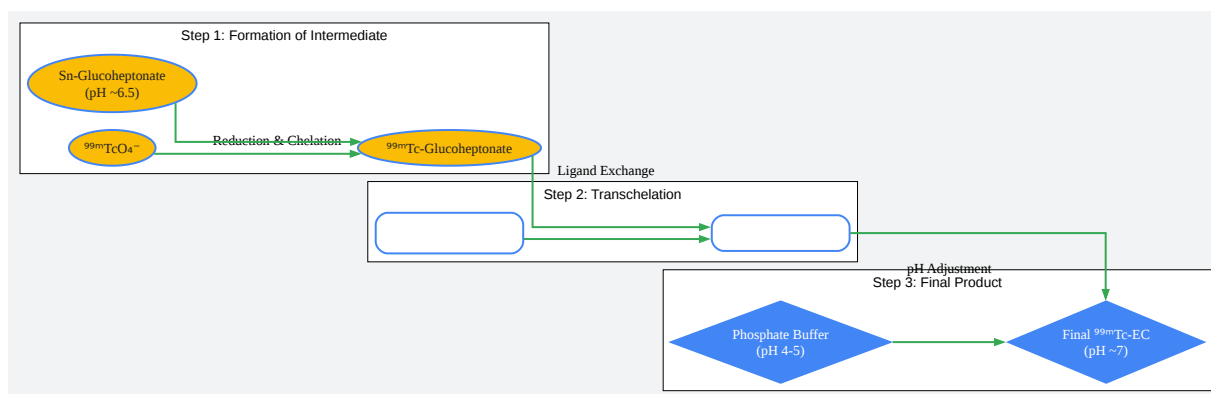 Step 1: Formation of Intermediate
Sn-Glucoheptonate
(pH ~6.5)
Reduction & Chelation
⁹⁹ᵐTcO₄⁻
⁹⁹ᵐTc-Glucoheptonate
Ligand Exchange
Step 2: Transchelation
pH Adjustment
Step 3: Final Product
Phosphate Buffer
(pH 4-5)
Final ⁹⁹ᵐTc-EC
(pH ~7)